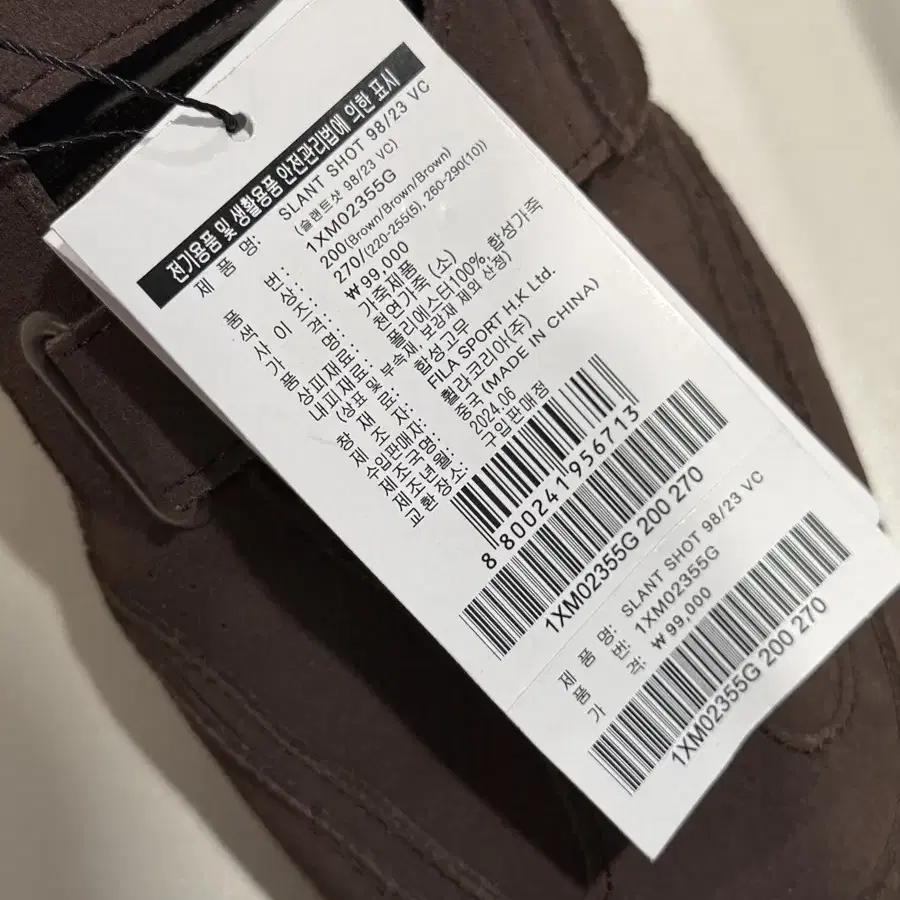 전기용품 및 생활용품 안전관리법에 의한 표시
제 품 명: SLANT SHOT 98/23 VC
(슬랜트샷 98/23 VC)
품 번: 1XM02355G
색 상: 200(Brown/Brown/Brown)
사 이 즈: 270/(220-255(5), 260-290(10))
가 격: ₩99,000
품 명: 가죽제품
상피재료: 천연가죽 (소)
내피재료: 폴리에스터100%, 합성가죽
(상표 및 부속재, 보강재 제외 산정)
창 재 료: 합성고무
제 조 자: FILA SPORT H.K Ltd.
수입판매자: 휠라코리아(주)
제조국명: 중국 (MADE IN CHINA)
제조년월: 2024.06
교환 장소: 구입판매점
8 800241 956713
1XM02355G 200 270
제 품 명: SLANT SHOT 98/23 VC
품 번: 1XM02355G
가 격: ₩99,000
1XM02355G 200 270